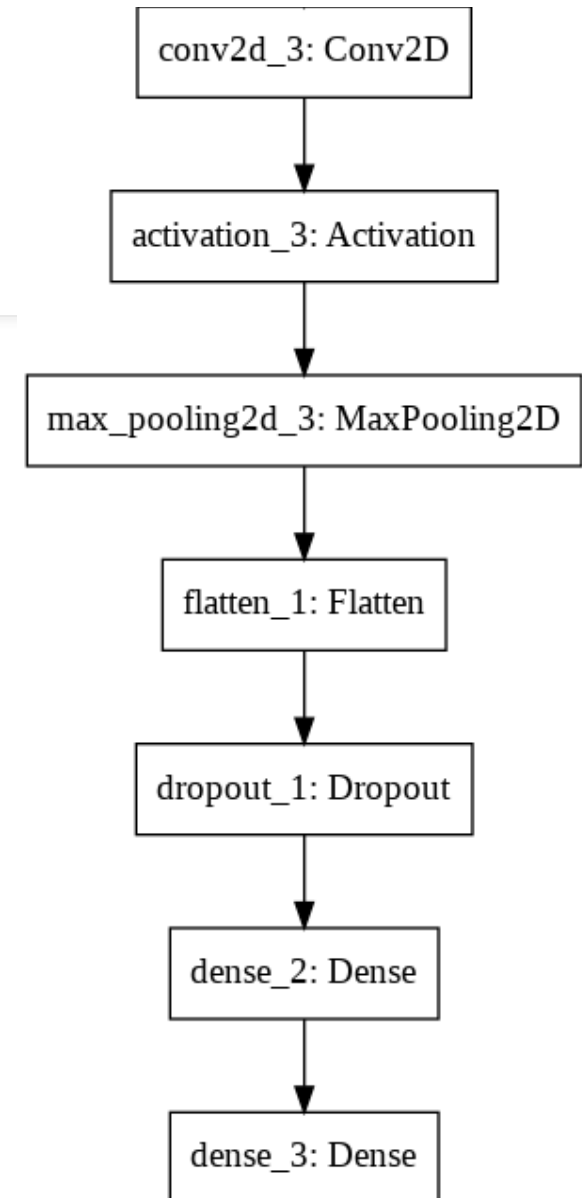 conv2d_3: Conv2D
activation_3: Activation
max_pooling2d_3: MaxPooling2D
flatten_1: Flatten
dropout_1: Dropout
dense_2: Dense
dense_3: Dense